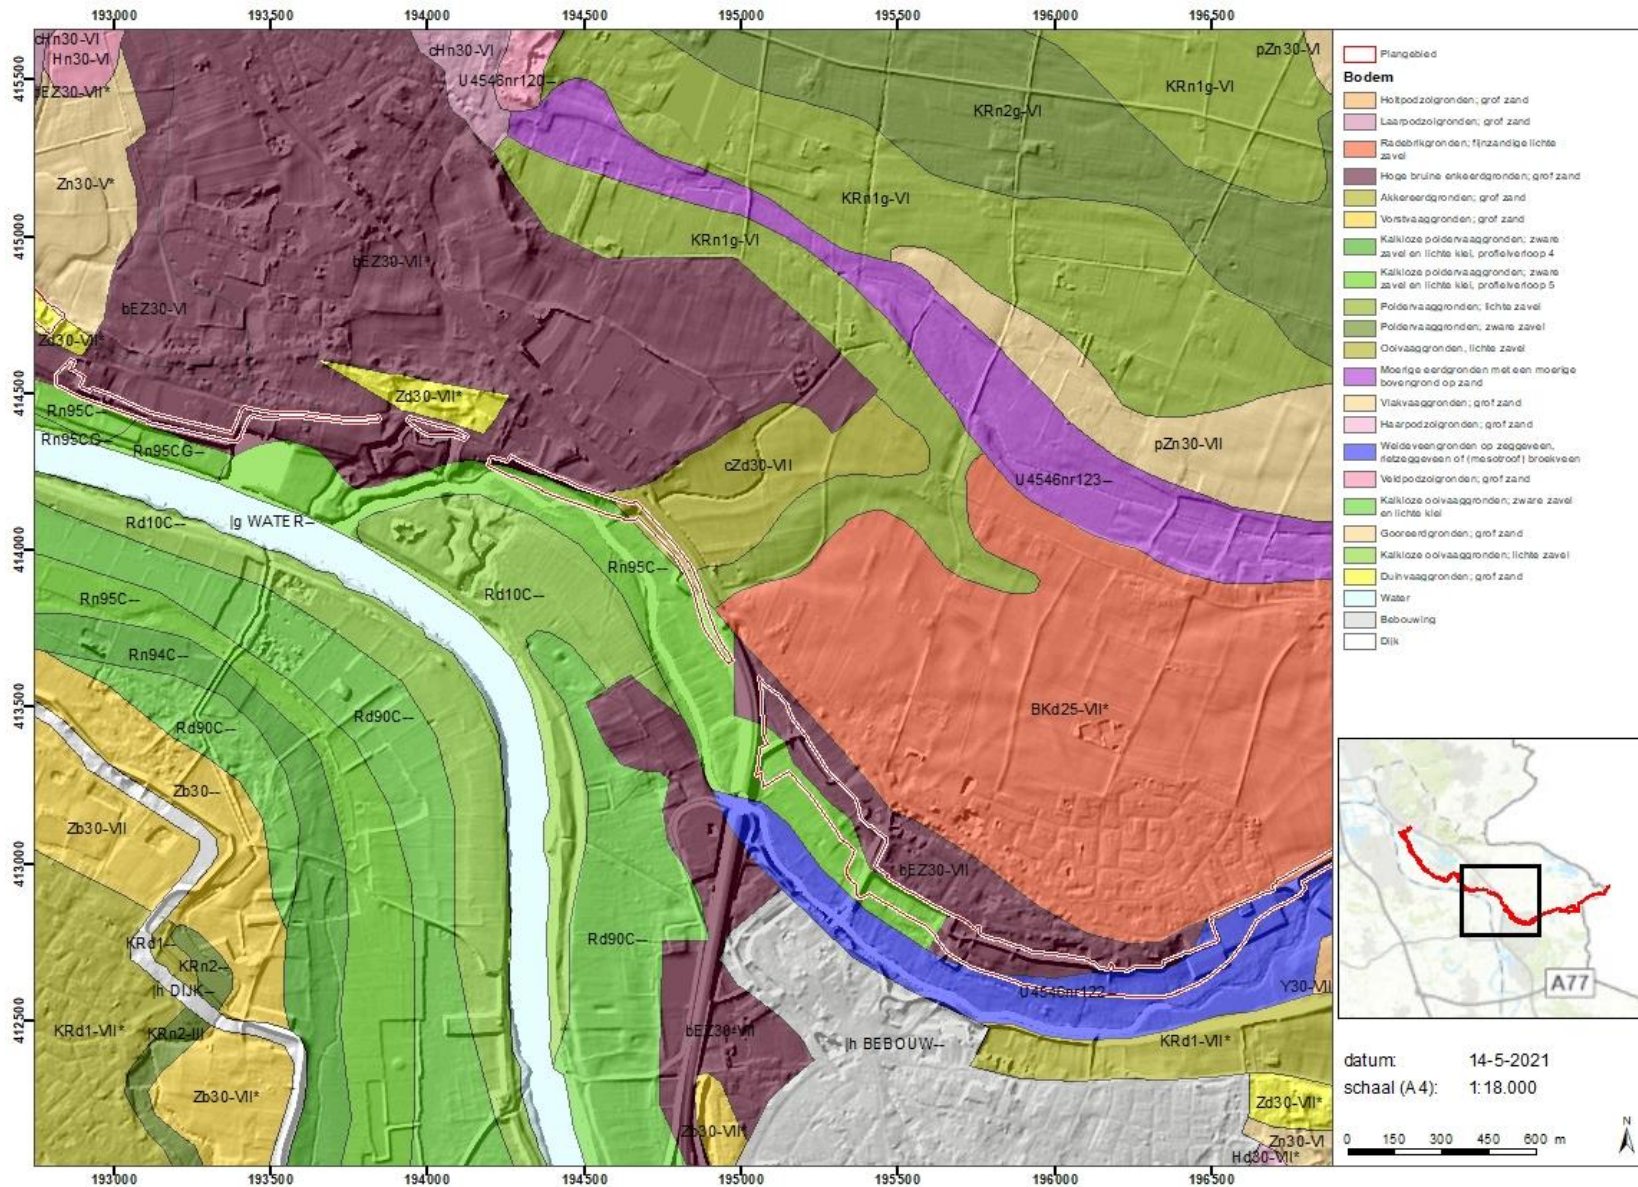 193000 193500 194000 194500 195000 195500 196000 196500
415500
415000
414500
414000
413500
413000
412500
cHn30-VI
Hn30-VI
bEZ30-VII*
Zn30-V*
cHn30-VI
U4546nr120--
pZn30-VI
KRn1g-VI
KRn2g-VI
KRn1g-VI
KRn1g-VI
bEZ30-VII*
bEZ30-VI
Zd30-VII*
Zd30-VII*
Rn95C--
Rn95CG--
Rn95CG--
cZd30-VII
pZn30-VII
U4546nr123--
Rd10C--
|g WATER--
Rn95C--
Rd10C--
Rn95C--
Rn94C--
Rd90C--
Rd90C--
BKd25-VII*
Zb30--
Zb30-VII
bEZ30-VII
KRd1--
KRn2--
|h DIJK--
Rd90C--
U4546nr122--
Y30-VII
KRd1-VII*
KRn2-III
bEZ30-VII
|h BEBOUW--
KRd1-VII*
Zb30-VII*
Zb30-VII*
Zd30-VII*
Zn30-VI
Hd30-VII*
193000 193500 194000 194500 195000 195500 196000 196500
Plangebied
Bodem
Holtpodzolgronden; grof zand
Laarpodzolgronden; grof zand
Radebrikgronden; fijnzandige lichte
zavel
Hoge bruine enkeerdgronden; grof zand
Akkereerdgronden; grof zand
Vorstvaaggronden; grof zand
Kalkloze poldervaaggronden; zware
zavel en lichte klei, profielverloop 4
Kalkloze poldervaaggronden; zware
zavel en lichte klei, profielverloop 5
Poldervaaggronden; lichte zavel
Poldervaaggronden; zware zavel
Ooivaaggronden, lichte zavel
Moerige eerdgronden met een moerige
bovengrond op zand
Vlakvaaggronden; grof zand
Haarpodzolgronden; grof zand
Weideveengronden op zeggeveen,
rietzeggeveen of (mesotroof) broekveen
Veldpodzolgronden; grof zand
Kalkloze ooivaaggronden; zware zavel
en lichte klei
Gooreerdgronden; grof zand
Kalkloze ooivaaggronden; lichte zavel
Duinvaaggronden; grof zand
Water
Bebouwing
Dijk
A77
datum: 14-5-2021
schaal (A4): 1:18.000
N
0 150 300 450 600 m